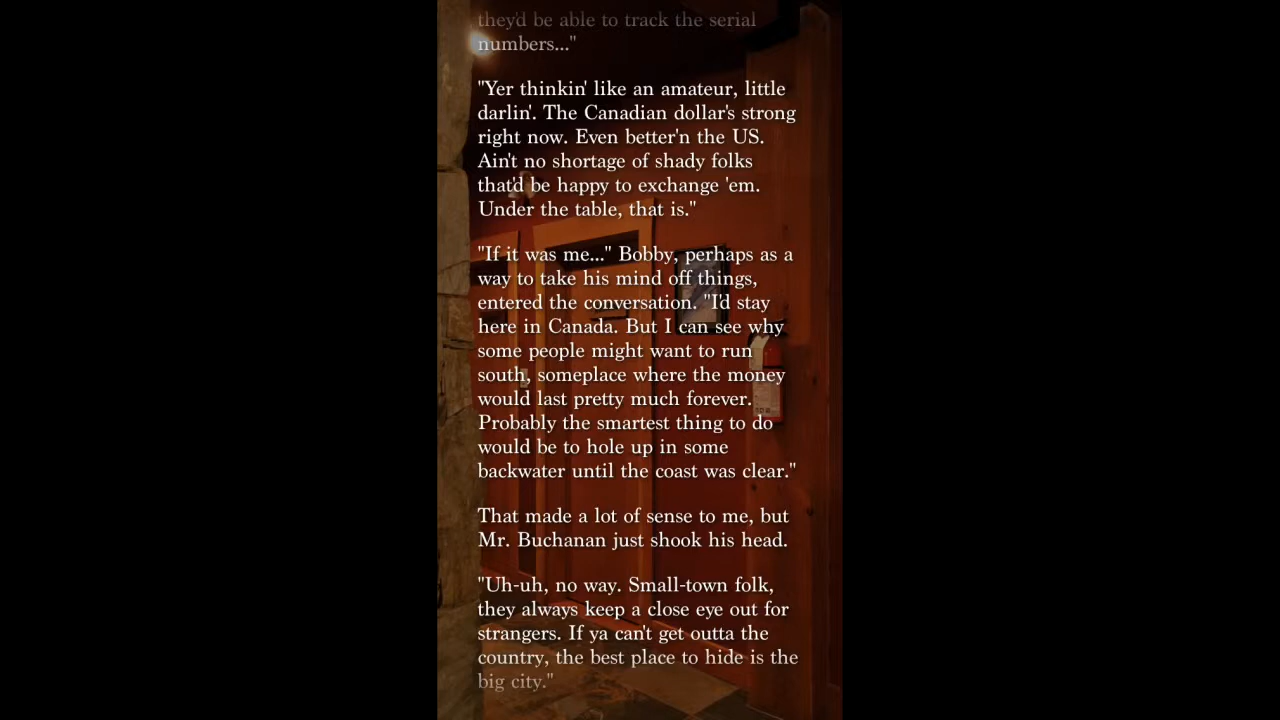 they'd be able to track the serial
numbers..."
"Yer thinkin' like an amateur, little
darlin'. The Canadian dollar's strong
right now. Even better'n the US.
Ain't no shortage of shady folks
that'd be happy to exchange 'em.
Under the table, that is."
"If it was me..." Bobby, perhaps as a
way to take his mind off things,
entered the conversation. "I'd stay
here in Canada. But I can see why
some people might want to run
south, someplace where the money
would last pretty much forever.
Probably the smartest thing to do
would be to hole up in some
backwater until the coast was clear."
That made a lot of sense to me, but
Mr. Buchanan just shook his head.
"Uh-uh, no way. Small-town folk,
they always keep a close eye out for
strangers. If ya can't get outta the
country, the best place to hide is the
big city."